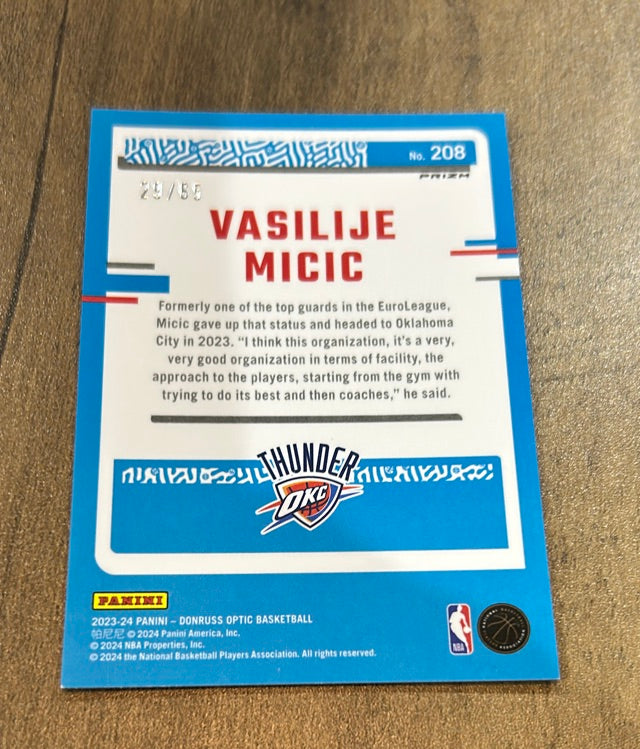 No. 208
PRIZM
VASILIJE
MICIC
Formerly one of the top guards in the EuroLeague,
Micic gave up that status and headed to Oklahoma
City in 2023. “I think this organization, it’s a very,
very good organization in terms of facility, the
approach to the players, starting from the gym with
trying to do its best and then coaches,” he said.
THUNDER
OKC
PANINI
2023-24 PANINI – DONRUSS OPTIC BASKETBALL
帕尼尼 © 2024 Panini America, Inc.
© 2024 NBA Properties, Inc.
© 2024 the National Basketball Players Association. All rights reserved.
NBA